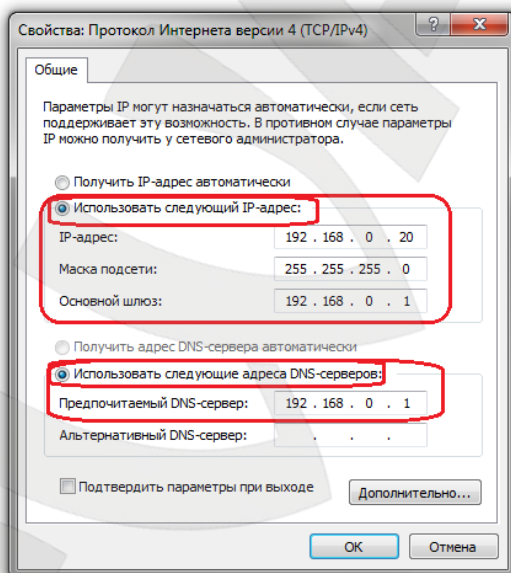 Свойства: Протокол Интернета версии 4 (TCP/IPv4)
Общие
Параметры IP могут назначаться автоматически, если сеть
поддерживает эту возможность. В противном случае параметры
IP можно получить у сетевого администратора.
Получить IP-адрес автоматически
Использовать следующий IP-адрес:
IP-адрес: 192 . 168 . 0 . 20
Маска подсети: 255 . 255 . 255 . 0
Основной шлюз: 192 . 168 . 0 . 1
Получить адрес DNS-сервера автоматически
Использовать следующие адреса DNS-серверов:
Предпочитаемый DNS-сервер: 192 . 168 . 0 . 1
Альтернативный DNS-сервер: . . .
Подтвердить параметры при выходе
Дополнительно...
OK Отмена